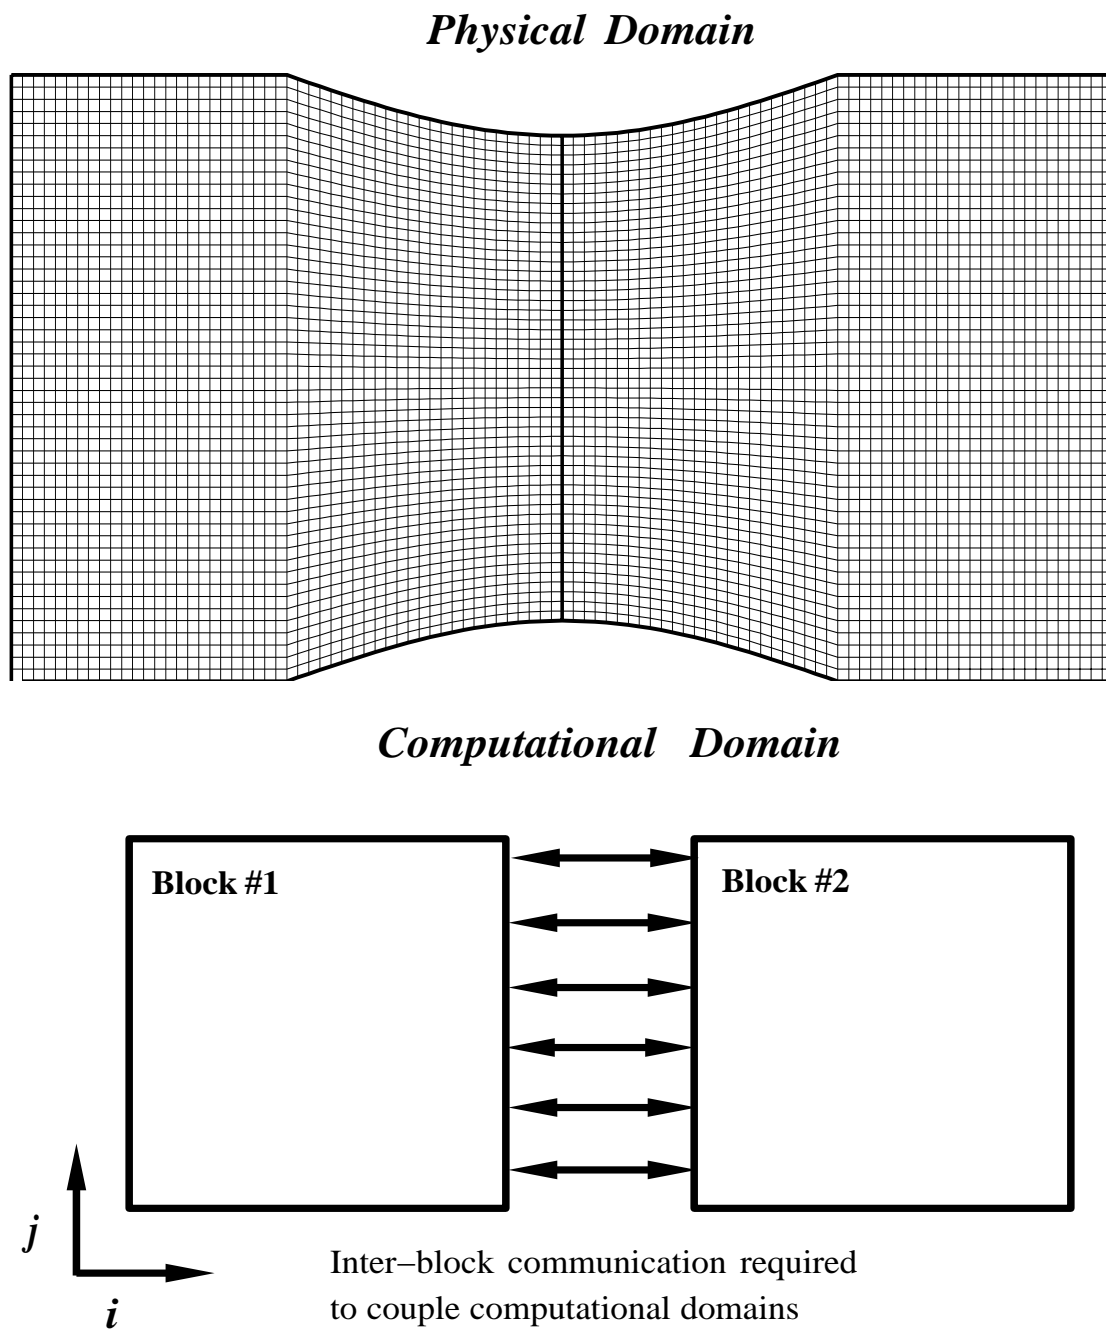 Physical Domain
Computational Domain
Block #1
Block #2
j
i
Inter–block communication required
to couple computational domains